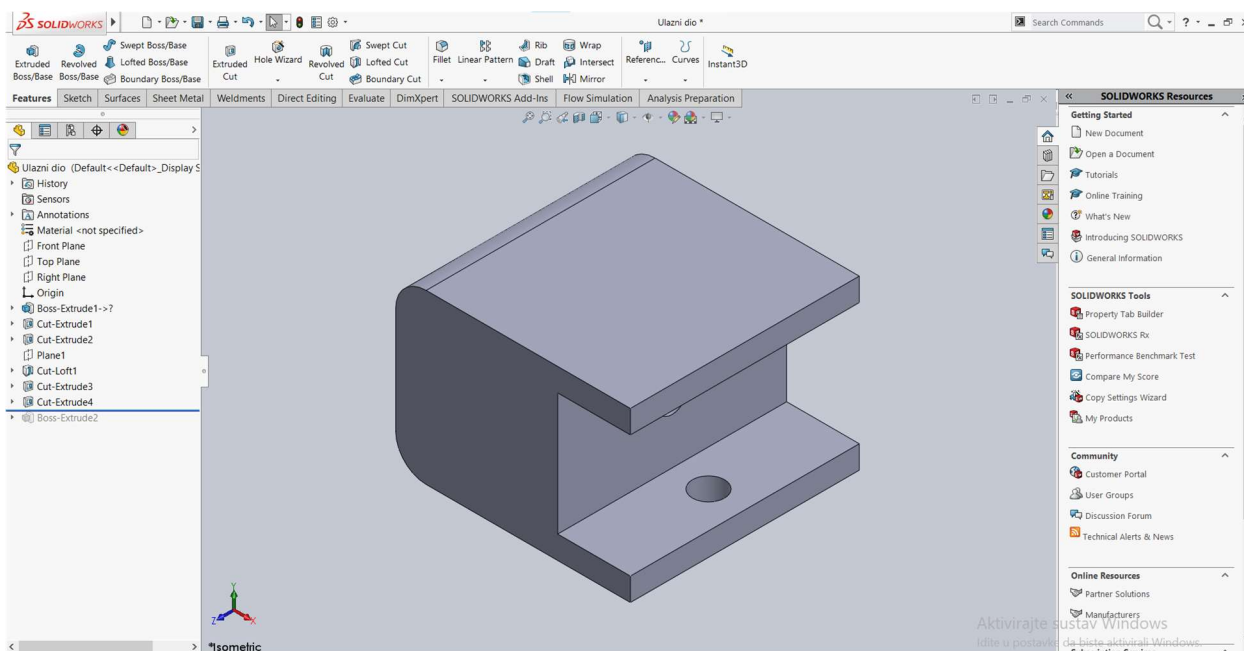 SOLIDWORKS
Ulazni dio *
Search Commands
Extruded Boss/Base
Revolved Boss/Base
Swept Boss/Base
Lofted Boss/Base
Boundary Boss/Base
Extruded Cut
Hole Wizard
Revolved Cut
Swept Cut
Lofted Cut
Boundary Cut
Fillet
Linear Pattern
Rib
Draft
Shell
Wrap
Intersect
Mirror
Referenc...
Curves
Instant3D
Features
Sketch
Surfaces
Sheet Metal
Weldments
Direct Editing
Evaluate
DimXpert
SOLIDWORKS Add-Ins
Flow Simulation
Analysis Preparation
Ulazni dio (Default<<Default>_Display S
History
Sensors
Annotations
Material <not specified>
Front Plane
Top Plane
Right Plane
Origin
Boss-Extrude1->?
Cut-Extrude1
Cut-Extrude2
Plane1
Cut-Loft1
Cut-Extrude3
Cut-Extrude4
Boss-Extrude2
Y
Z
X
*Isometric
SOLIDWORKS Resources
Getting Started
New Document
Open a Document
Tutorials
Online Training
What's New
Introducing SOLIDWORKS
General Information
SOLIDWORKS Tools
Property Tab Builder
SOLIDWORKS Rx
Performance Benchmark Test
Compare My Score
Copy Settings Wizard
My Products
Community
Customer Portal
User Groups
Discussion Forum
Technical Alerts & News
Online Resources
Partner Solutions
Manufacturers
Aktivirajte sustav Windows
Idite u postavke da biste aktivirali Windows.